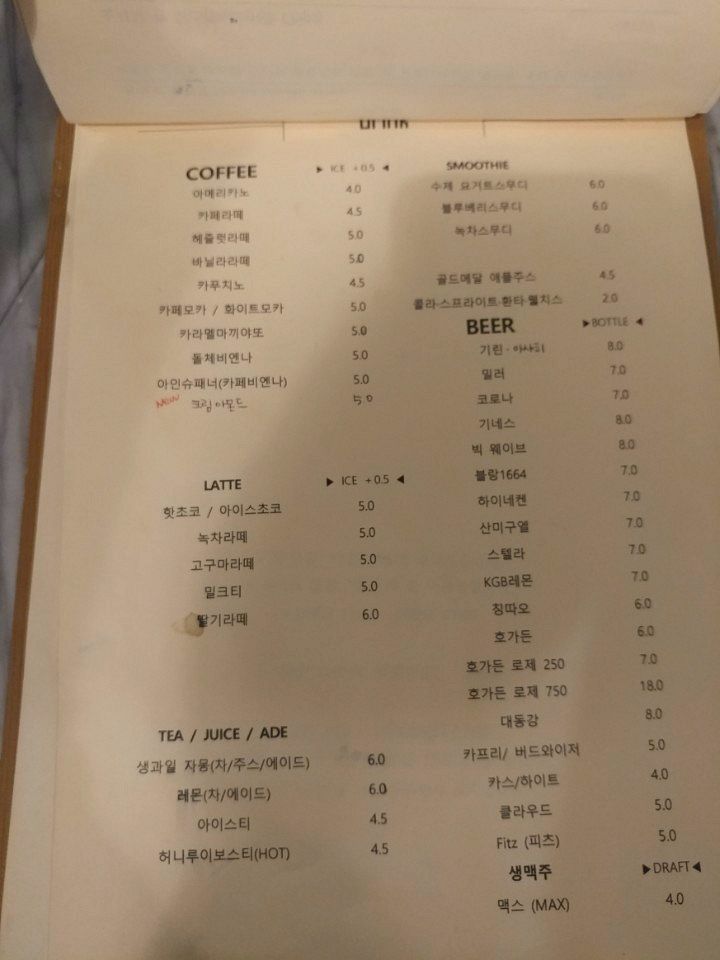 Drink
COFFEE ▶ ICE +0.5 ◀
아메리카노 4.0
카페라떼 4.5
헤즐럿라떼 5.0
바닐라라떼 5.0
카푸치노 4.5
카페모카 / 화이트모카 5.0
카라멜마끼야또 5.0
돌체비엔나 5.0
아인슈패너(카페비엔나) 5.0
NEW 크림아몬드 5.0
LATTE ▶ ICE +0.5 ◀
핫초코 / 아이스초코 5.0
녹차라떼 5.0
고구마라떼 5.0
밀크티 5.0
딸기라떼 6.0
TEA / JUICE / ADE
생과일 자몽(차/주스/에이드) 6.0
레몬(차/에이드) 6.0
아이스티 4.5
허니루이보스티(HOT) 4.5
SMOOTHIE
수제 요거트스무디 6.0
블루베리스무디 6.0
녹차스무디 6.0
골드메달 애플주스 4.5
콜라·스프라이트·환타·웰치스 2.0
BEER ▶BOTTLE ◀
기린 · 아사히 8.0
밀러 7.0
코로나 7.0
기네스 8.0
빅 웨이브 8.0
블랑1664 7.0
하이네켄 7.0
산미구엘 7.0
스텔라 7.0
KGB레몬 7.0
칭따오 6.0
호가든 6.0
호가든 로제 250 7.0
호가든 로제 750 18.0
대동강 8.0
카프리/ 버드와이저 5.0
카스/하이트 4.0
클라우드 5.0
Fitz (피츠) 5.0
생맥주 ▶DRAFT◀
맥스 (MAX) 4.0